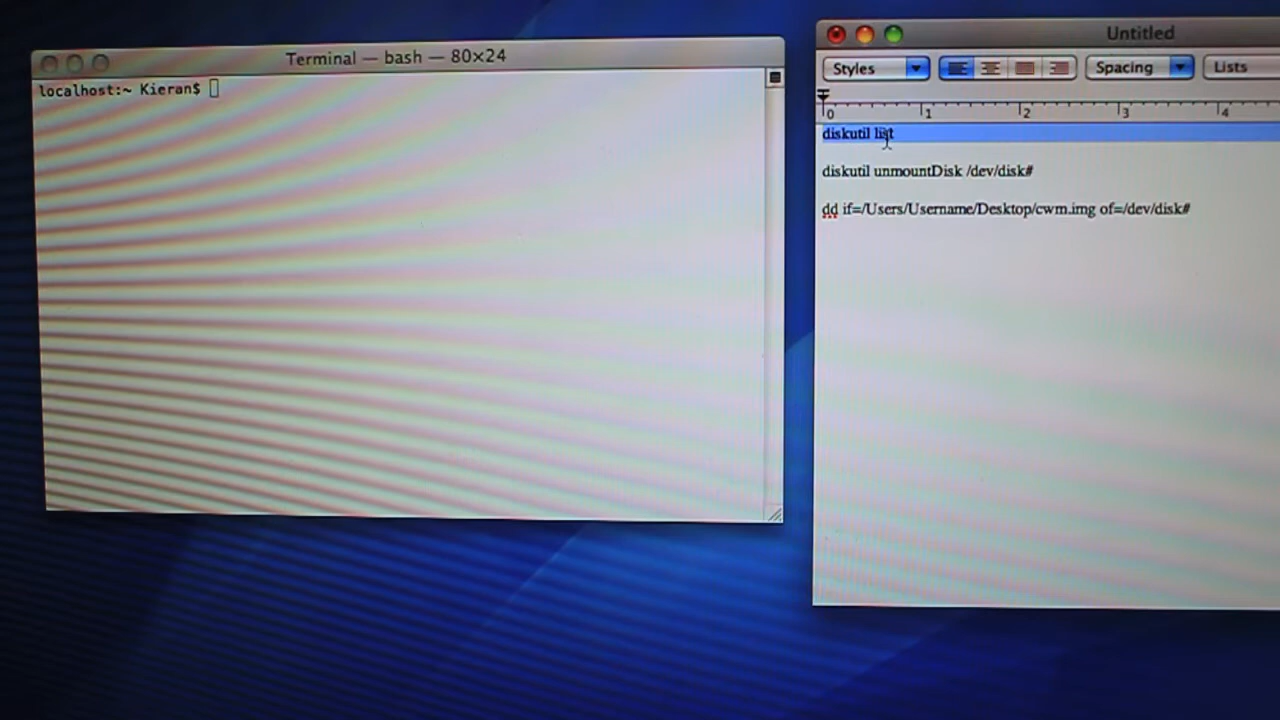 Terminal — bash — 80×24
localhost:~ Kieran$
Untitled
Styles Spacing Lists
0 1 2 3 4
diskutil list
diskutil unmountDisk /dev/disk#
dd if=/Users/Username/Desktop/cwm.img of=/dev/disk#